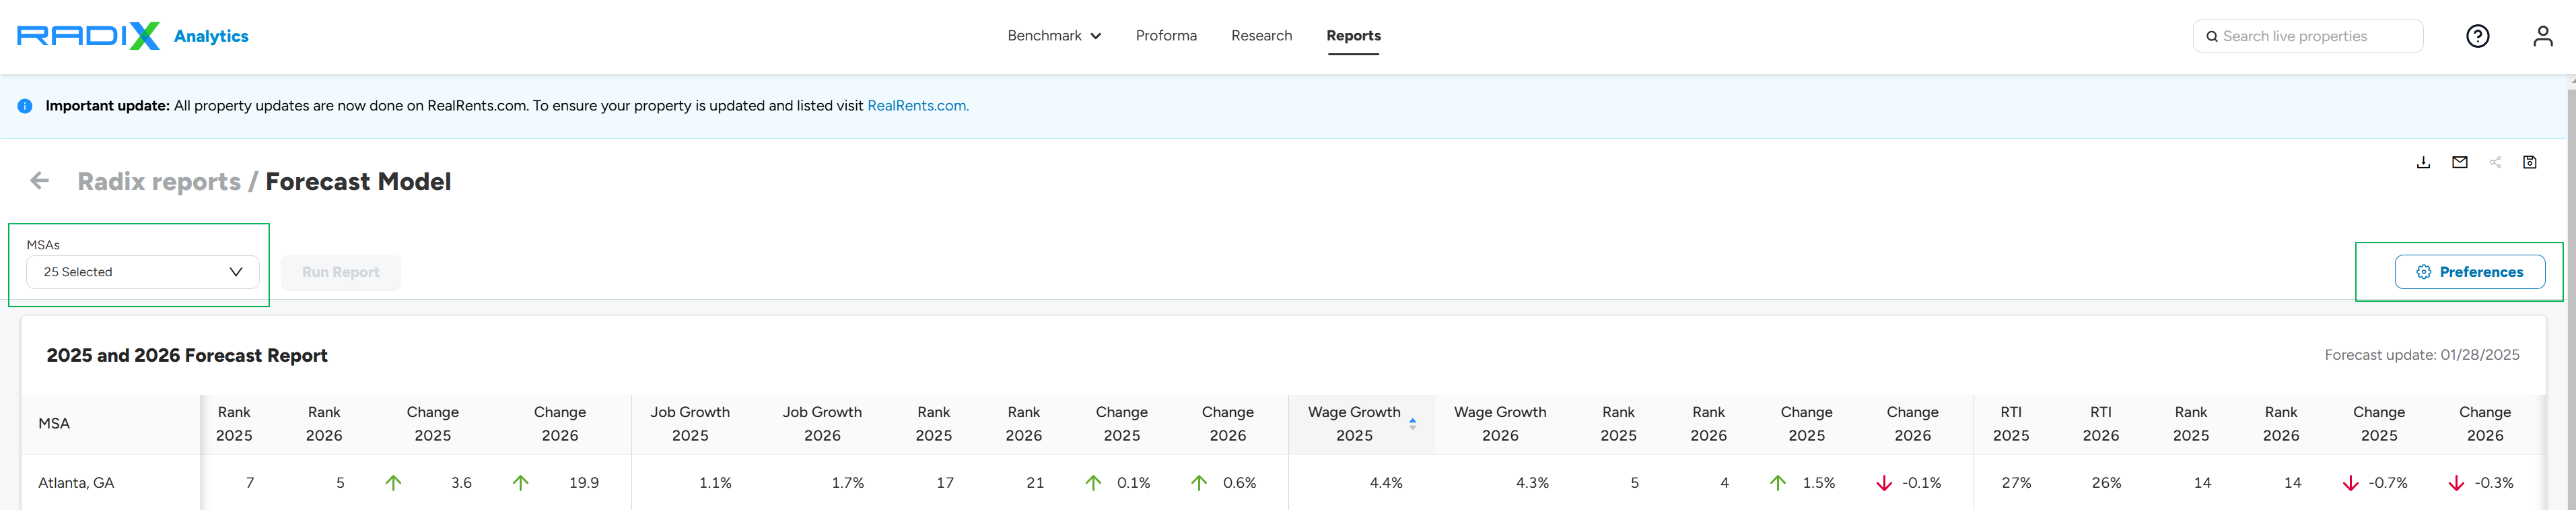 RADIX Analytics
Benchmark Proforma Research Reports
Search live properties
Important update: All property updates are now done on RealRents.com. To ensure your property is updated and listed visit RealRents.com.
Radix reports / Forecast Model
MSAs
25 Selected
Run Report
Preferences
2025 and 2026 Forecast Report
Forecast update: 01/28/2025
MSA
Rank 2025
Rank 2026
Change 2025
Change 2026
Job Growth 2025
Job Growth 2026
Rank 2025
Rank 2026
Change 2025
Change 2026
Wage Growth 2025
Wage Growth 2026
Rank 2025
Rank 2026
Change 2025
Change 2026
RTI 2025
RTI 2026
Rank 2025
Rank 2026
Change 2025
Change 2026
Atlanta, GA 7 5 3.6 19.9 1.1% 1.7% 17 21 0.1% 0.6% 4.4% 4.3% 5 4 1.5% -0.1% 27% 26% 14 14 -0.7% -0.3%